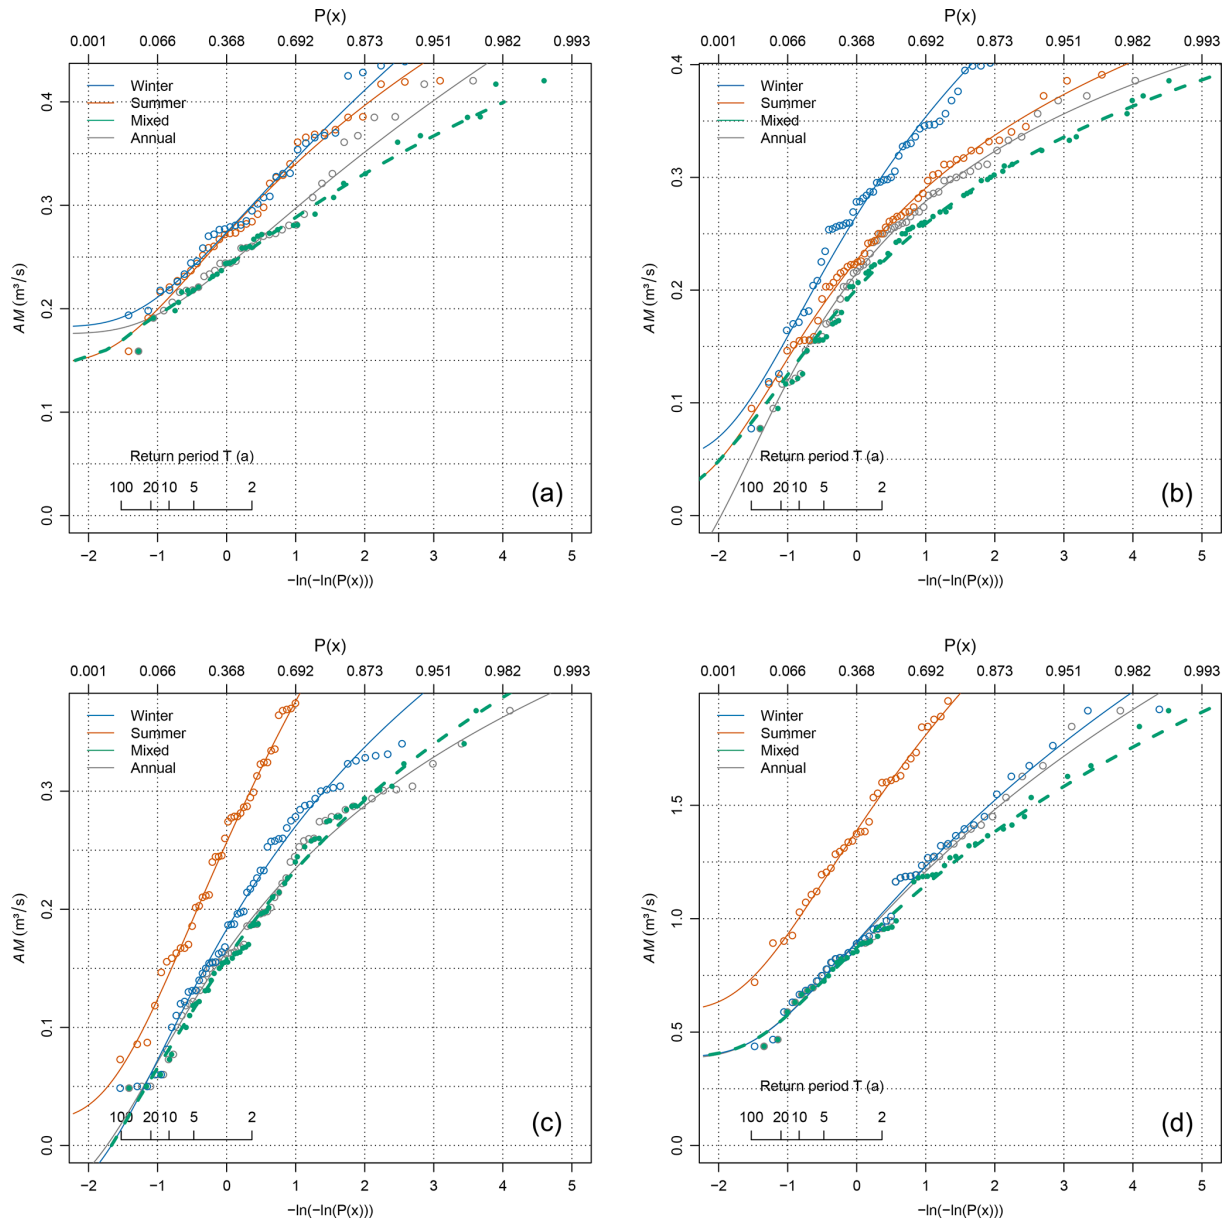 P(x)
0.001 0.066 0.368 0.692 0.873 0.951 0.982 0.993
Winter
Summer
Mixed
Annual
AM (m³/s)
0.4
0.3
0.2
0.1
0.0
Return period T (a)
100 20 10 5 2
(a)
−2 −1 0 1 2 3 4 5
−ln(−ln(P(x)))
P(x)
0.001 0.066 0.368 0.692 0.873 0.951 0.982 0.993
Winter
Summer
Mixed
Annual
AM (m³/s)
0.4
0.3
0.2
0.1
0.0
Return period T (a)
100 20 10 5 2
(b)
−2 −1 0 1 2 3 4 5
−ln(−ln(P(x)))
P(x)
0.001 0.066 0.368 0.692 0.873 0.951 0.982 0.993
Winter
Summer
Mixed
Annual
AM (m³/s)
0.3
0.2
0.1
0.0
100 20 10 5 2
(c)
−2 −1 0 1 2 3 4 5
−ln(−ln(P(x)))
P(x)
0.001 0.066 0.368 0.692 0.873 0.951 0.982 0.993
Winter
Summer
Mixed
Annual
AM (m³/s)
1.5
1.0
0.5
0.0
Return period T (a)
100 20 10 5 2
(d)
−2 −1 0 1 2 3 4 5
−ln(−ln(P(x)))